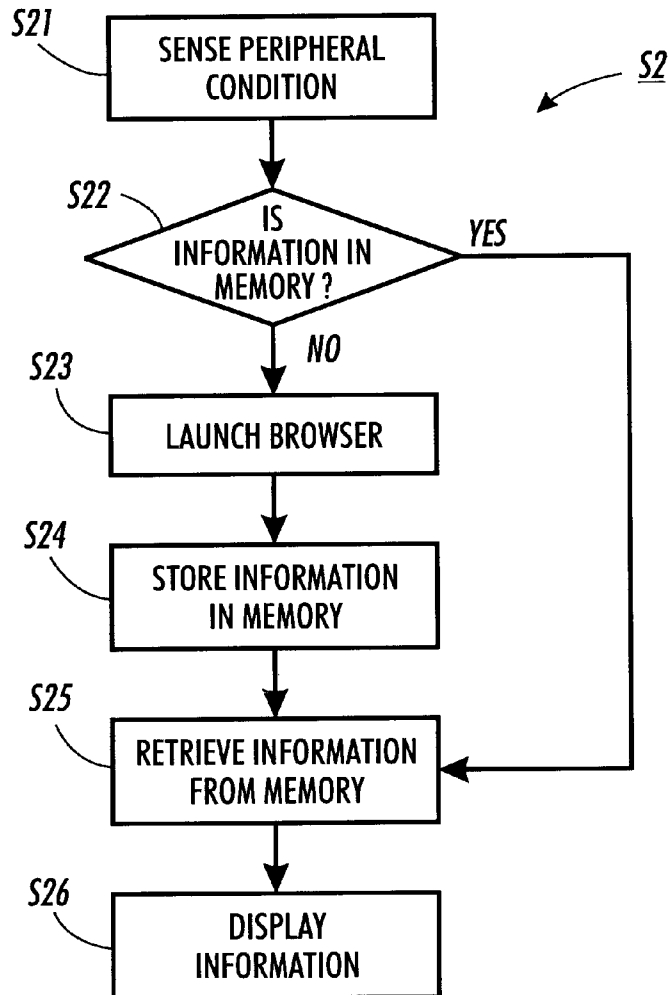 S21
SENSE PERIPHERAL
CONDITION
S2
S22
IS
INFORMATION IN
MEMORY ?
YES
NO
S23
LAUNCH BROWSER
S24
STORE INFORMATION
IN MEMORY
S25
RETRIEVE INFORMATION
FROM MEMORY
S26
DISPLAY
INFORMATION